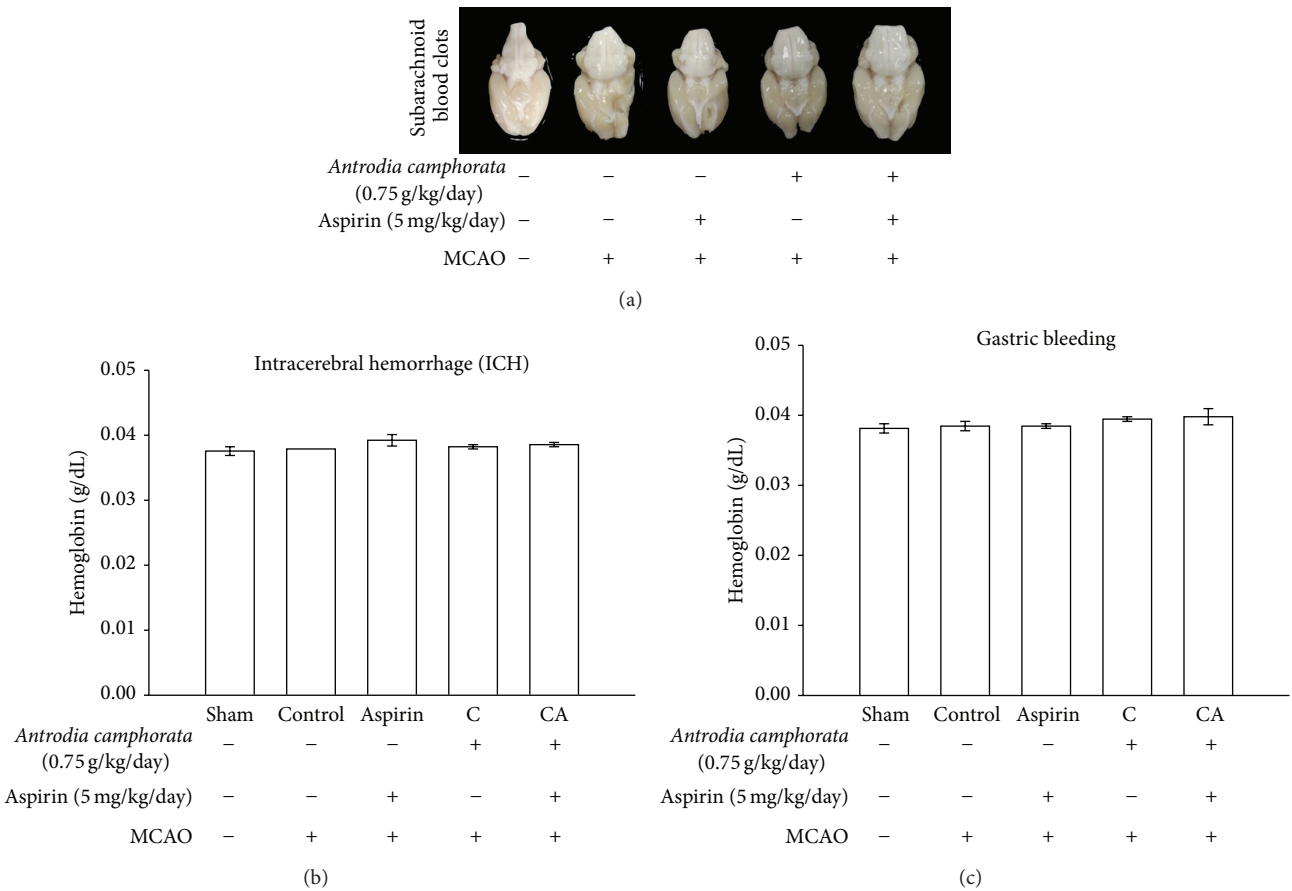 Subarachnoid
blood clots
Antrodia camphorata − − − + +
(0.75 g/kg/day)
Aspirin (5 mg/kg/day) − − + − +
MCAO − + + + +
(a)
Intracerebral hemorrhage (ICH)
Hemoglobin (g/dL)
0.05
0.04
0.03
0.02
0.01
0.00
Sham Control Aspirin C CA
Antrodia camphorata − − − + +
(0.75 g/kg/day)
Aspirin (5 mg/kg/day) − − + − +
MCAO − + + + +
(b)
Gastric bleeding
Hemoglobin (g/dL)
0.05
0.04
0.03
0.02
0.01
0.00
Sham Control Aspirin C CA
Antrodia camphorata − − − + +
(0.75 g/kg/day)
Aspirin (5 mg/kg/day) − − + − +
MCAO − + + + +
(c)